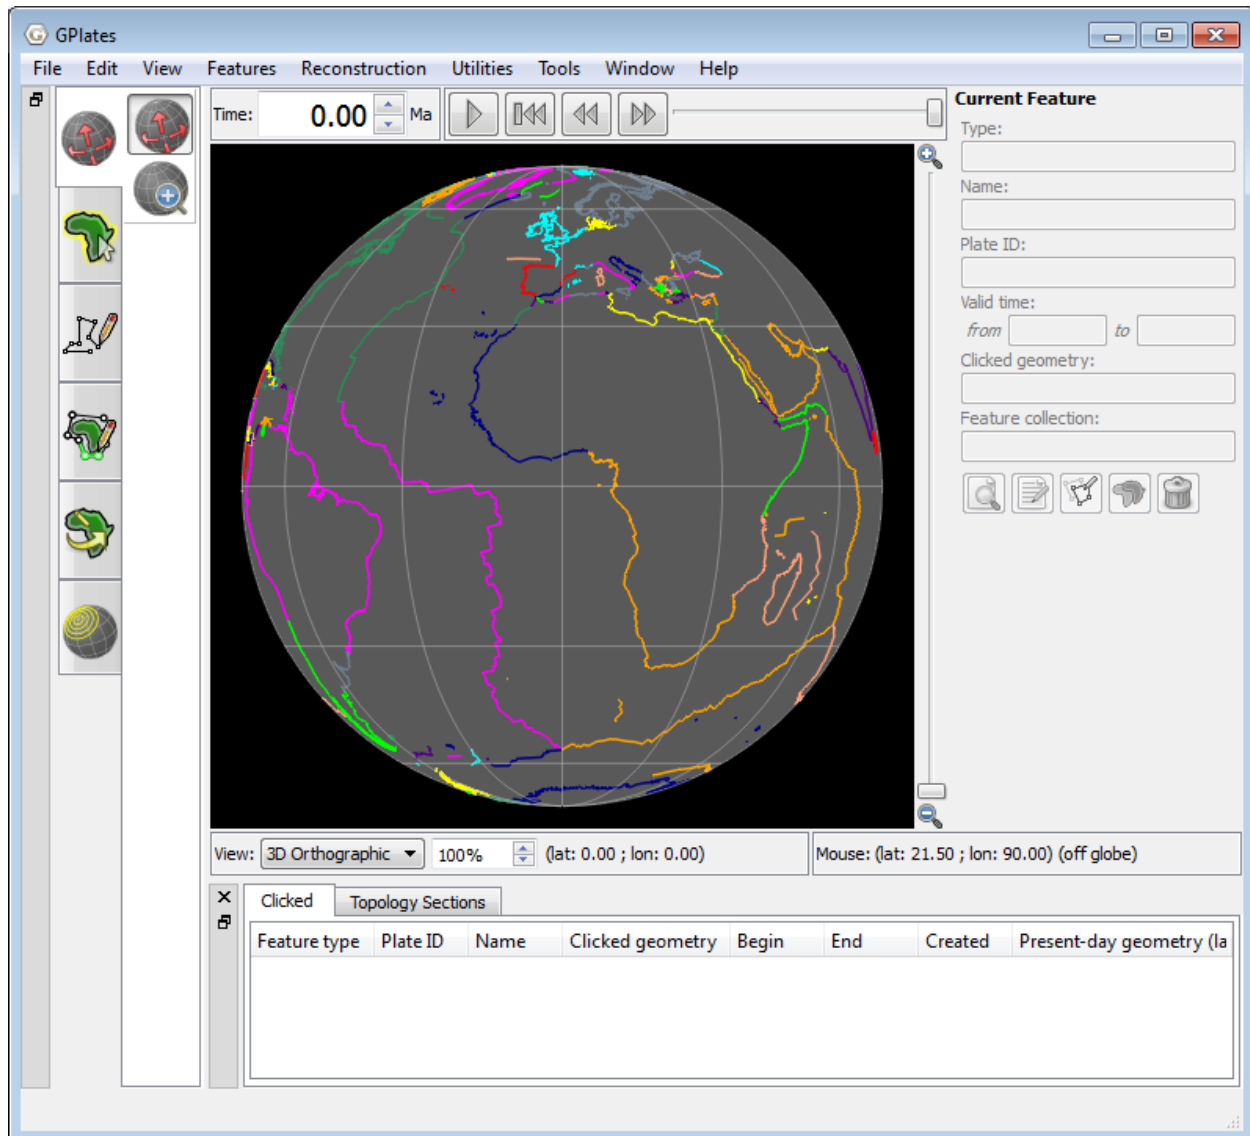 GPlates
File Edit View Features Reconstruction Utilities Tools Window Help
Time: 0.00 Ma
Current Feature
Type:
Name:
Plate ID:
Valid time:
from to
Clicked geometry:
Feature collection:
View: 3D Orthographic 100% (lat: 0.00 ; lon: 0.00) Mouse: (lat: 21.50 ; lon: 90.00) (off globe)
Clicked Topology Sections
Feature type Plate ID Name Clicked geometry Begin End Created Present-day geometry (la